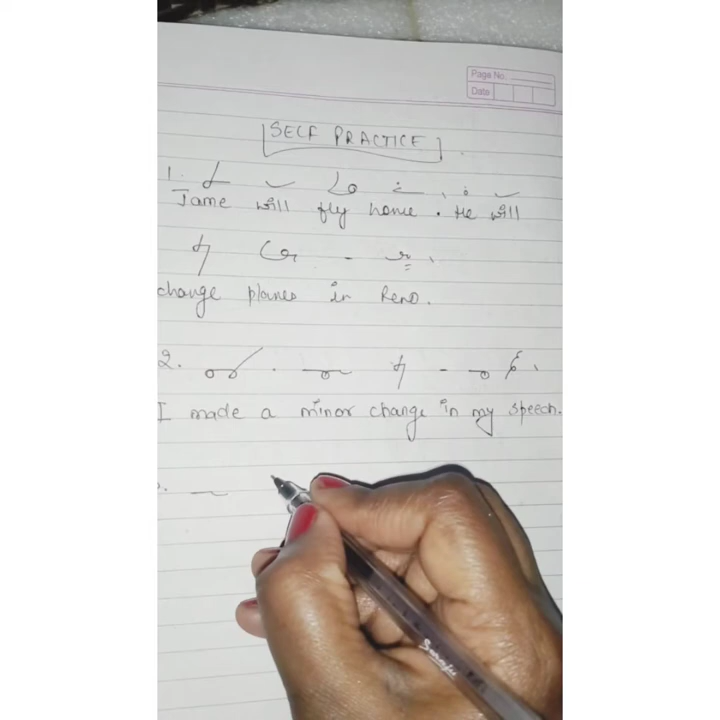 Page No.
Date
SELF PRACTICE
1.
Jame will fly home. He will
change planes in Reno.
2.
I made a minor change in my speech.